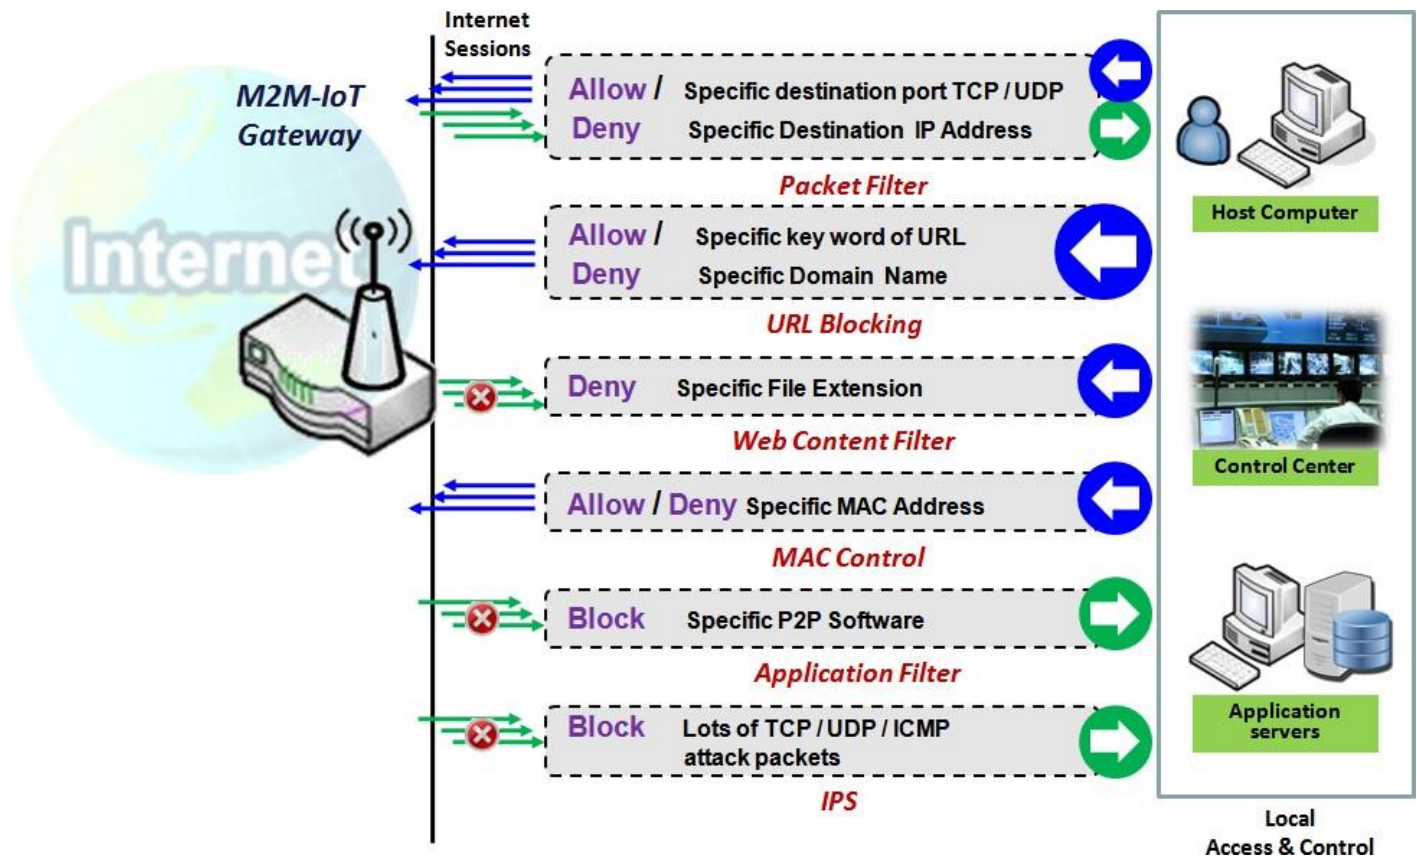 Internet
Sessions
M2M-IoT
Gateway
Internet
Allow / Specific destination port TCP / UDP
Deny Specific Destination IP Address
Packet Filter
Allow / Specific key word of URL
Deny Specific Domain Name
URL Blocking
Deny Specific File Extension
Web Content Filter
Allow / Deny Specific MAC Address
MAC Control
Block Specific P2P Software
Application Filter
Block Lots of TCP / UDP / ICMP
attack packets
IPS
Host Computer
Control Center
Application
servers
Local
Access & Control